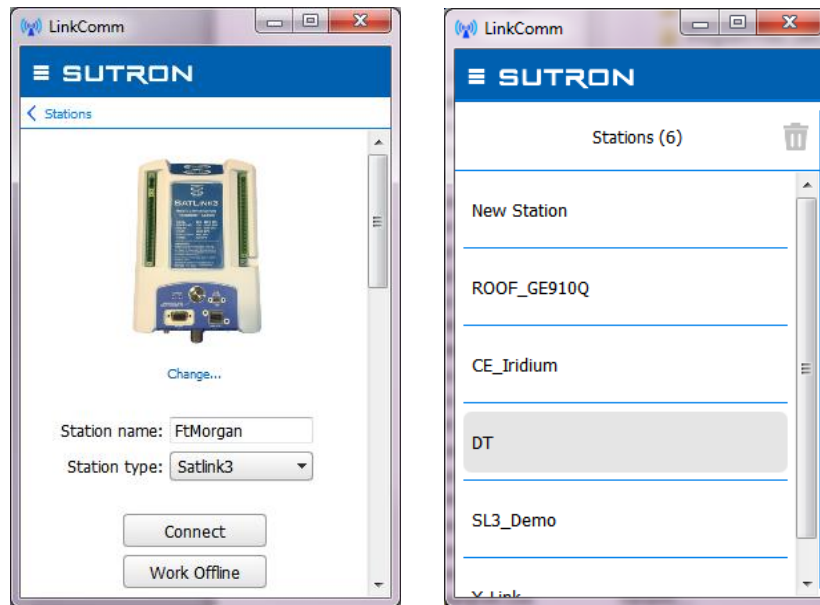 LinkComm
SUTRON
Stations
SATLINK3
Change...
Station name: FtMorgan
Station type: Satlink3
Connect
Work Offline
LinkComm
SUTRON
Stations (6)
New Station
ROOF_GE910Q
CE_Iridium
DT
SL3_Demo